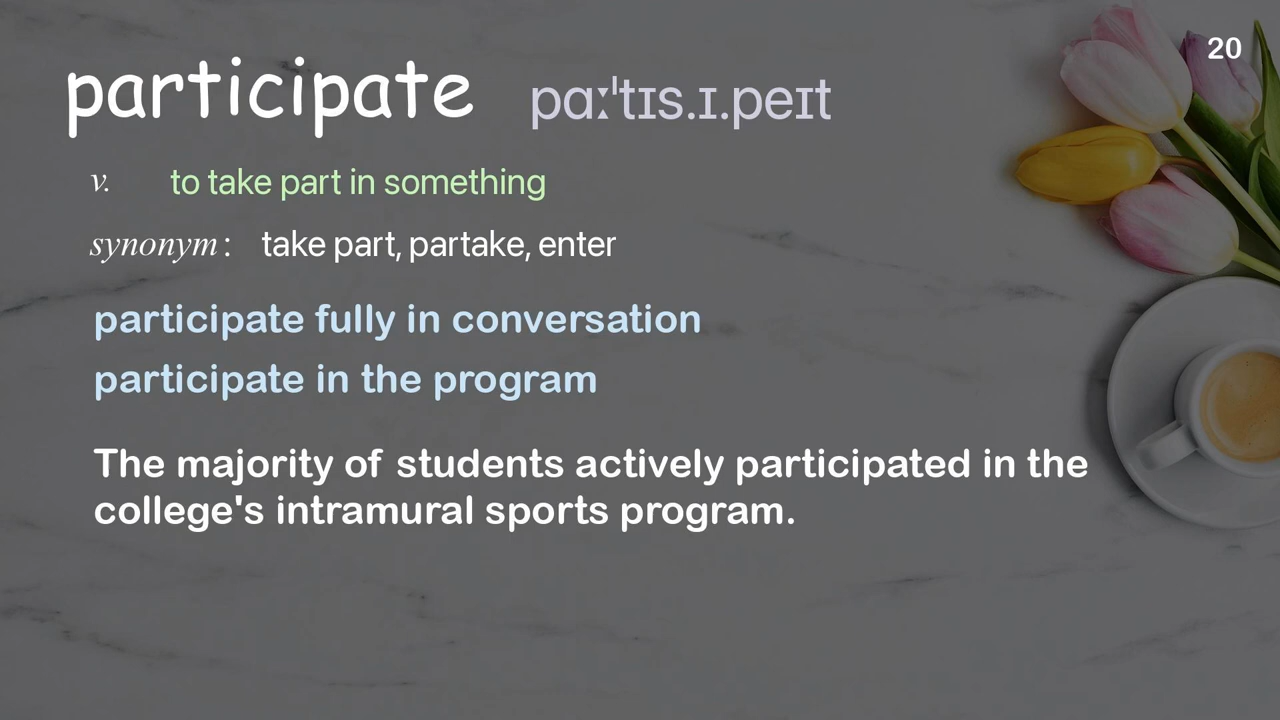 20
participate pɑːˈtɪs.ɪ.peɪt
v. to take part in something
synonym : take part, partake, enter
participate fully in conversation
participate in the program
The majority of students actively participated in the
college's intramural sports program.